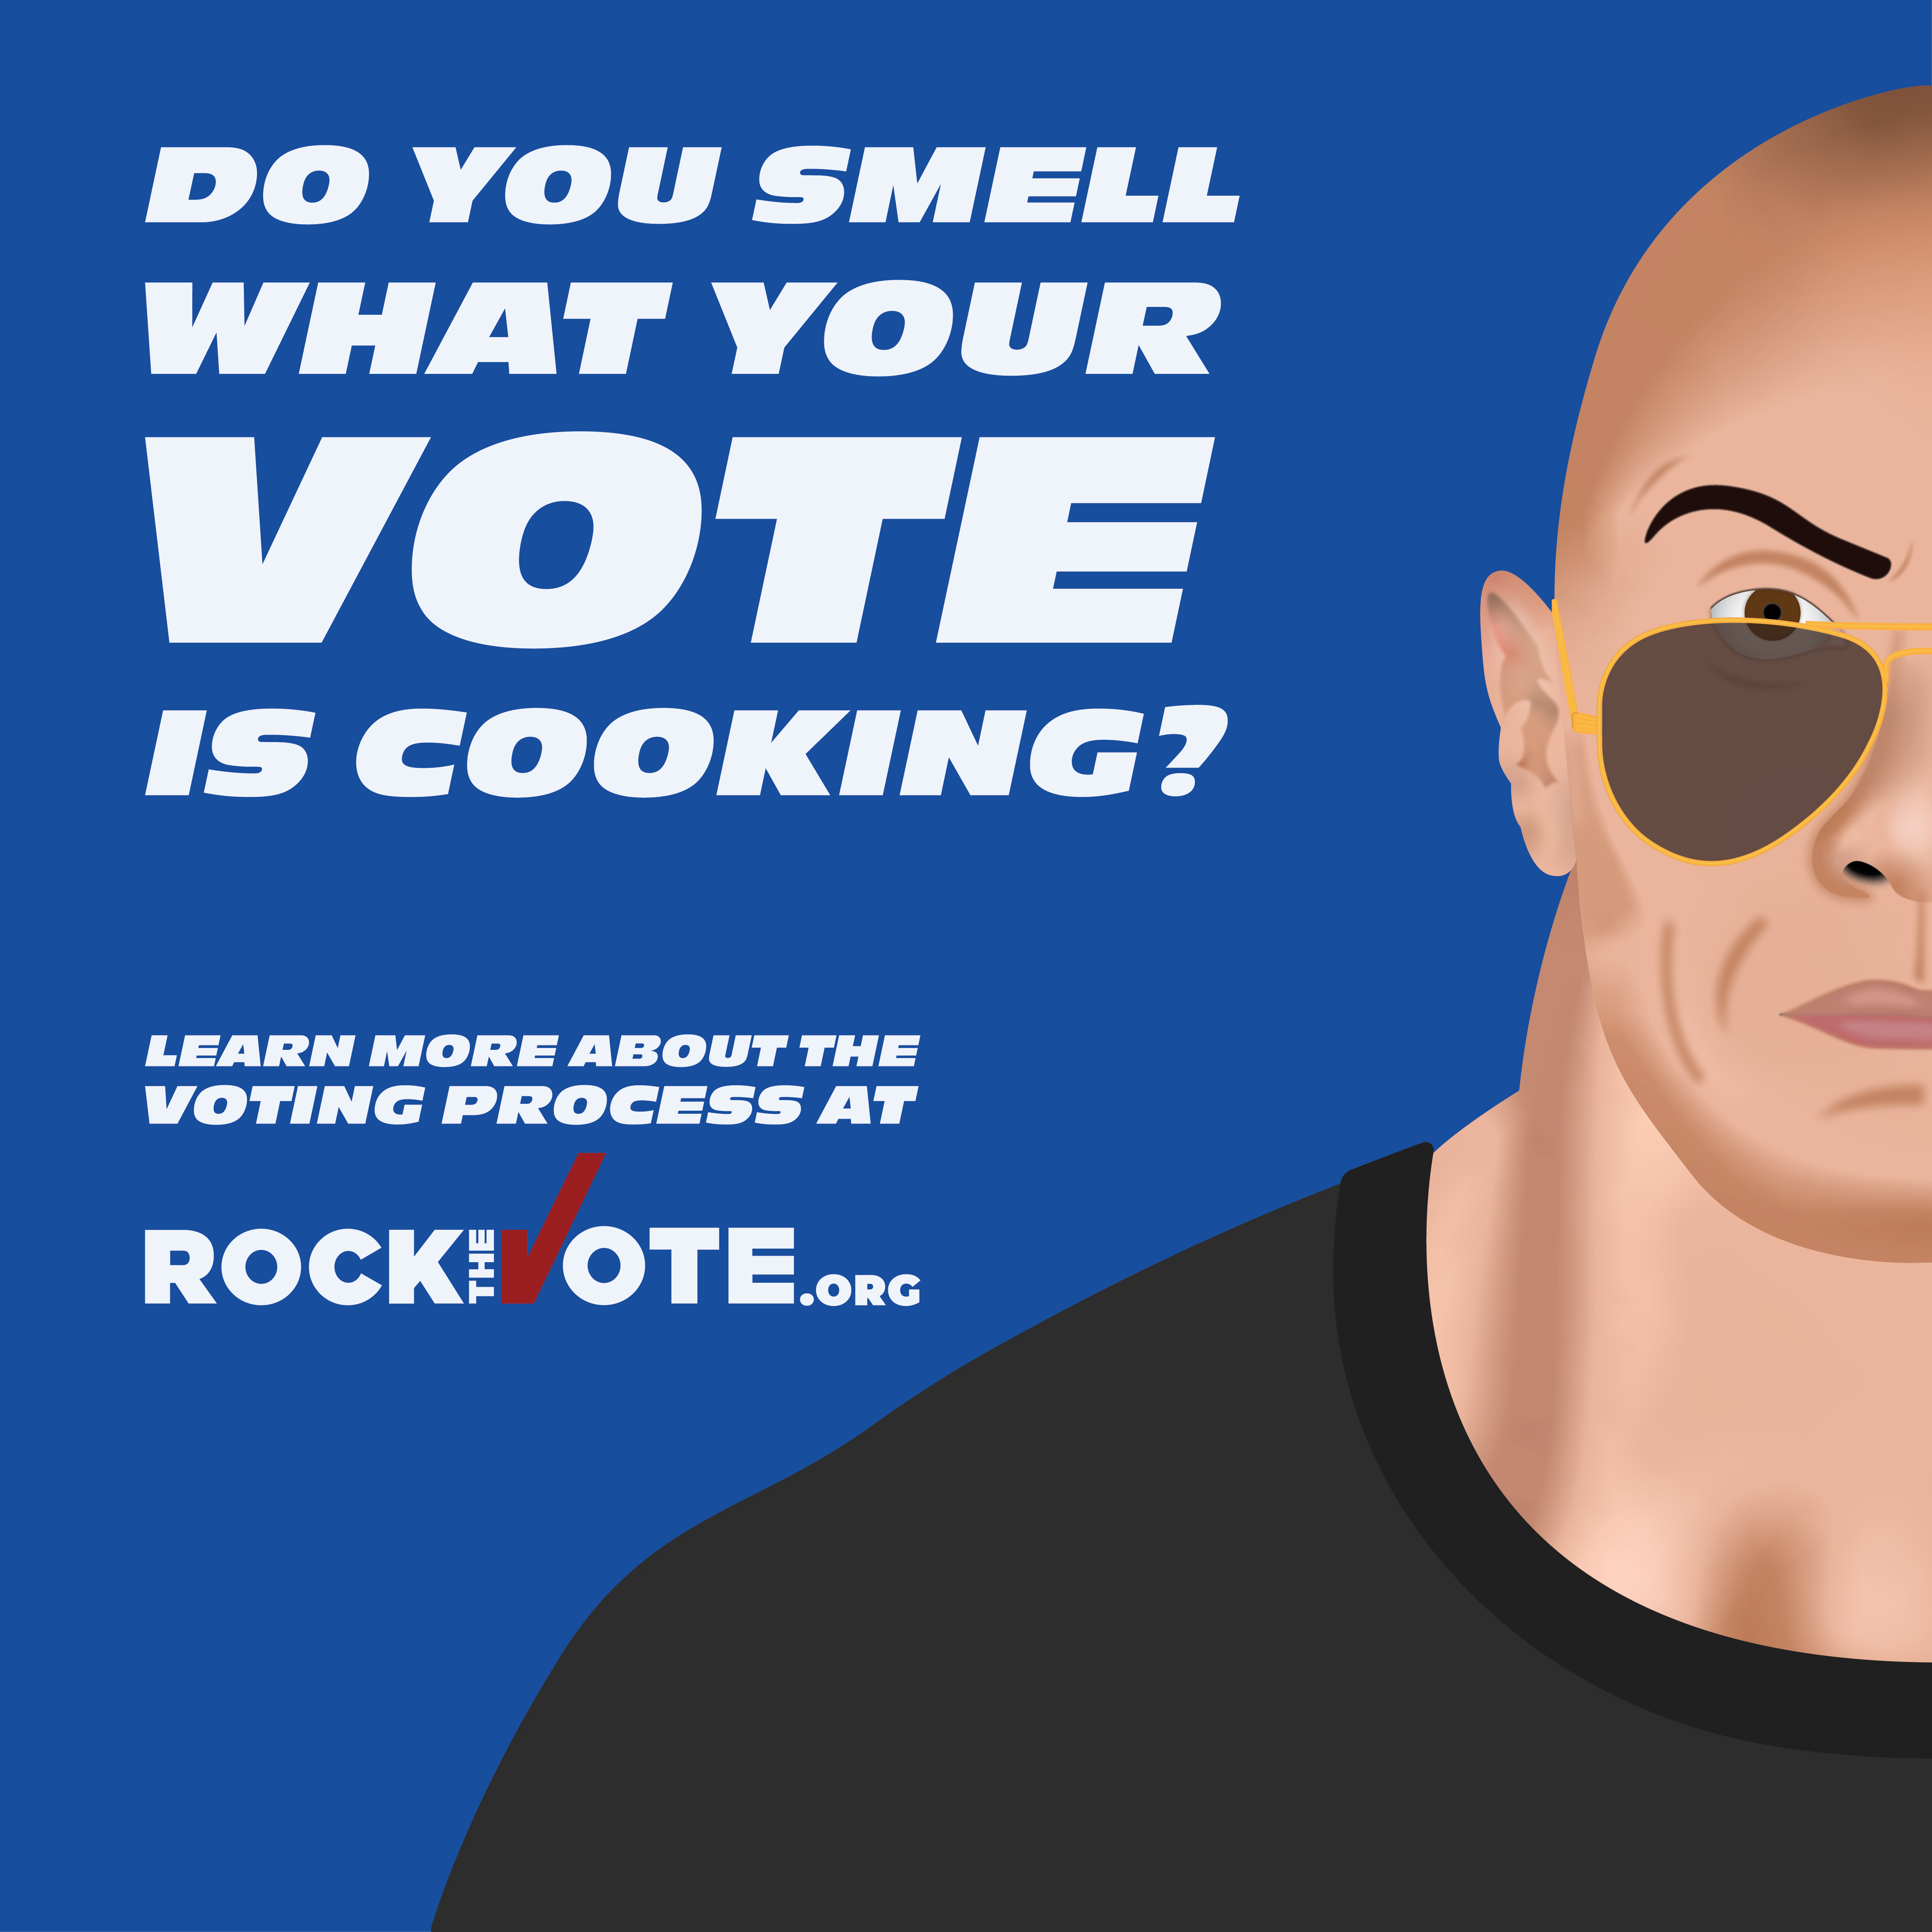 DO YOU SMELL
WHAT YOUR
VOTE
IS COOKING?
LEARN MORE ABOUT THE
VOTING PROCESS AT
ROCK THE VOTE.ORG